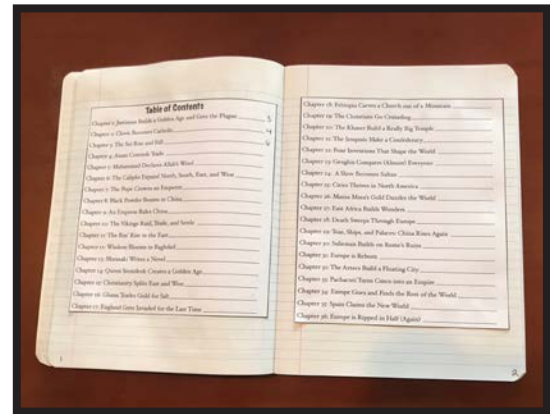 Table of Contents
Chapter 1: Justinian Builds a Golden Age and Gets the Plague 3
Chapter 2: Clovis Becomes Catholic 4
Chapter 3: The Sui Rise and Fall 6
Chapter 4: Axum Controls Trade
Chapter 5: Muhammad Declares Allah's Word
Chapter 6: The Caliphs Expand North, South, East, and West
Chapter 7: The Pope Crowns an Emperor
Chapter 8: Black Powder Booms in China
Chapter 9: An Empress Rules China
Chapter 10: The Vikings Raid, Trade, and Settle
Chapter 11: The Rus' Rise in the East
Chapter 12: Wisdom Blooms in Baghdad
Chapter 13: Murasaki Writes a Novel
Chapter 14: Queen Seondeok Creates a Golden Age
Chapter 15: Christianity Splits East and West
Chapter 16: Ghana Trades Gold for Salt
Chapter 17: England Gets Invaded for the Last Time
1
Chapter 18: Ethiopia Carves a Church out of a Mountain
Chapter 19: The Christians Go Crusading
Chapter 20: The Khmer Build a Really Big Temple
Chapter 21: The Iroquois Make a Confederacy
Chapter 22: Four Inventions That Shape the World
Chapter 23: Genghis Conquers (Almost) Everyone
Chapter 24: A Slave Becomes Sultan
Chapter 25: Cities Thrive in North America
Chapter 26: Mansa Musa's Gold Dazzles the World
Chapter 27: East Africa Builds Wonders
Chapter 28: Death Sweeps Through Europe
Chapter 29: Teas, Ships, and Palaces: China Rises Again
Chapter 30: Suleiman Builds on Rome's Ruins
Chapter 31: Europe is Reborn
Chapter 32: The Aztecs Build a Floating City
Chapter 33: Pachacuti Turns Cusco into an Empire
Chapter 34: Europe Goes and Finds the Rest of the World
Chapter 35: Spain Claims the New World
Chapter 36: Europe is Ripped in Half (Again)
2